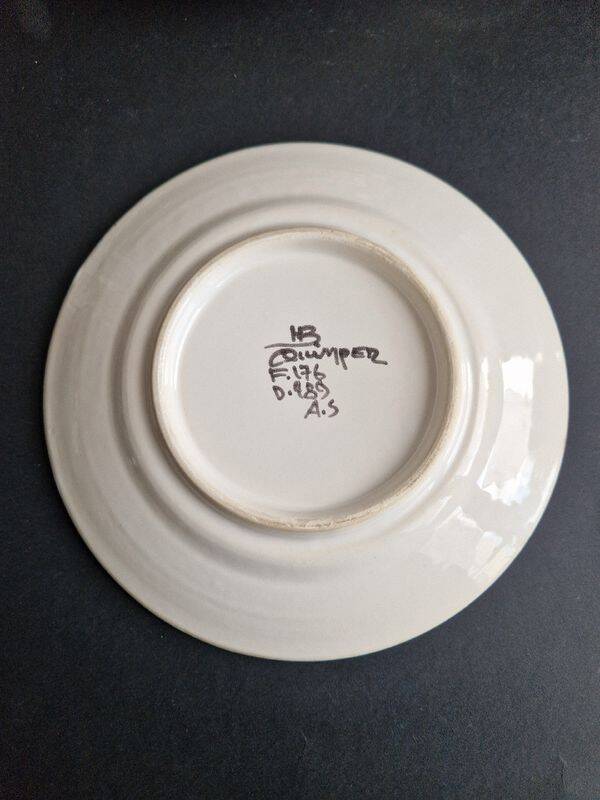 HB
QUIMPER
F.176
D.989
A.S